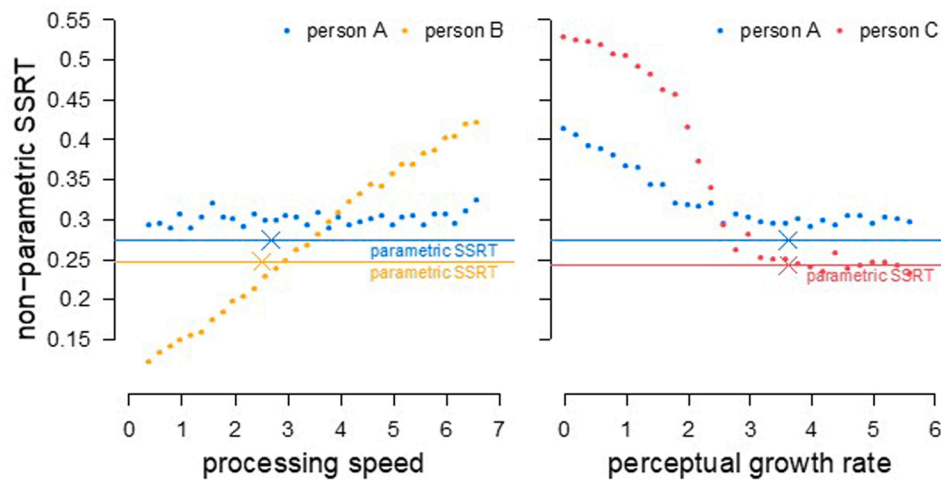 non-parametric SSRT
0.55
0.5
0.45
0.4
0.35
0.3
0.25
0.2
0.15
person A person B
parametric SSRT
parametric SSRT
0 1 2 3 4 5 6 7
processing speed
person A person C
parametric SSRT
0 1 2 3 4 5 6
perceptual growth rate